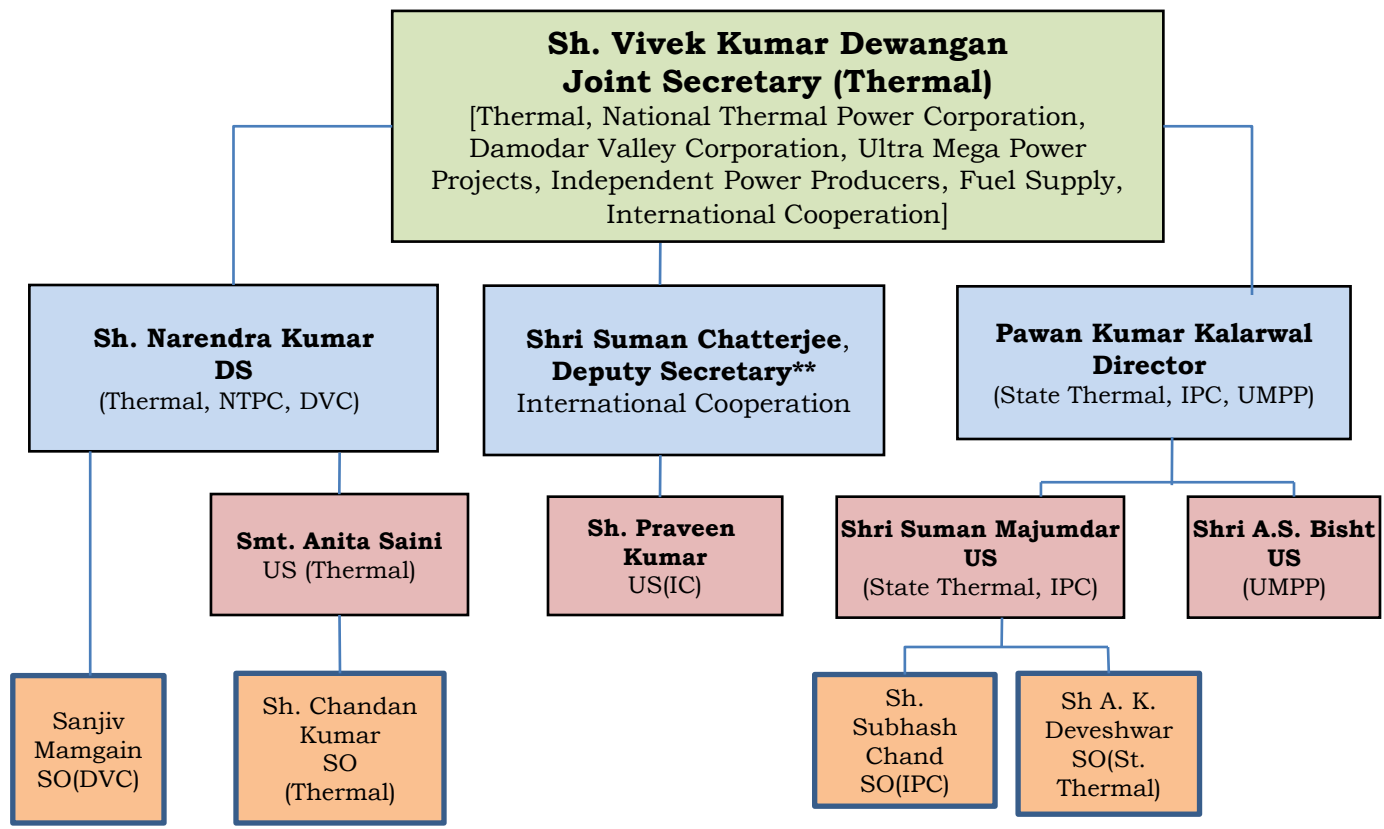 Sh. Vivek Kumar Dewangan
Joint Secretary (Thermal)
[Thermal, National Thermal Power Corporation,
Damodar Valley Corporation, Ultra Mega Power
Projects, Independent Power Producers, Fuel Supply,
International Cooperation]
Sh. Narendra Kumar
DS
(Thermal, NTPC, DVC)
Shri Suman Chatterjee,
Deputy Secretary**
International Cooperation
Pawan Kumar Kalarwal
Director
(State Thermal, IPC, UMPP)
Smt. Anita Saini
US (Thermal)
Sh. Praveen
Kumar
US(IC)
Shri Suman Majumdar
US
(State Thermal, IPC)
Shri A.S. Bisht
US
(UMPP)
Sanjiv
Mamgain
SO(DVC)
Sh. Chandan
Kumar
SO
(Thermal)
Sh.
Subhash
Chand
SO(IPC)
Sh A. K.
Deveshwar
SO(St.
Thermal)